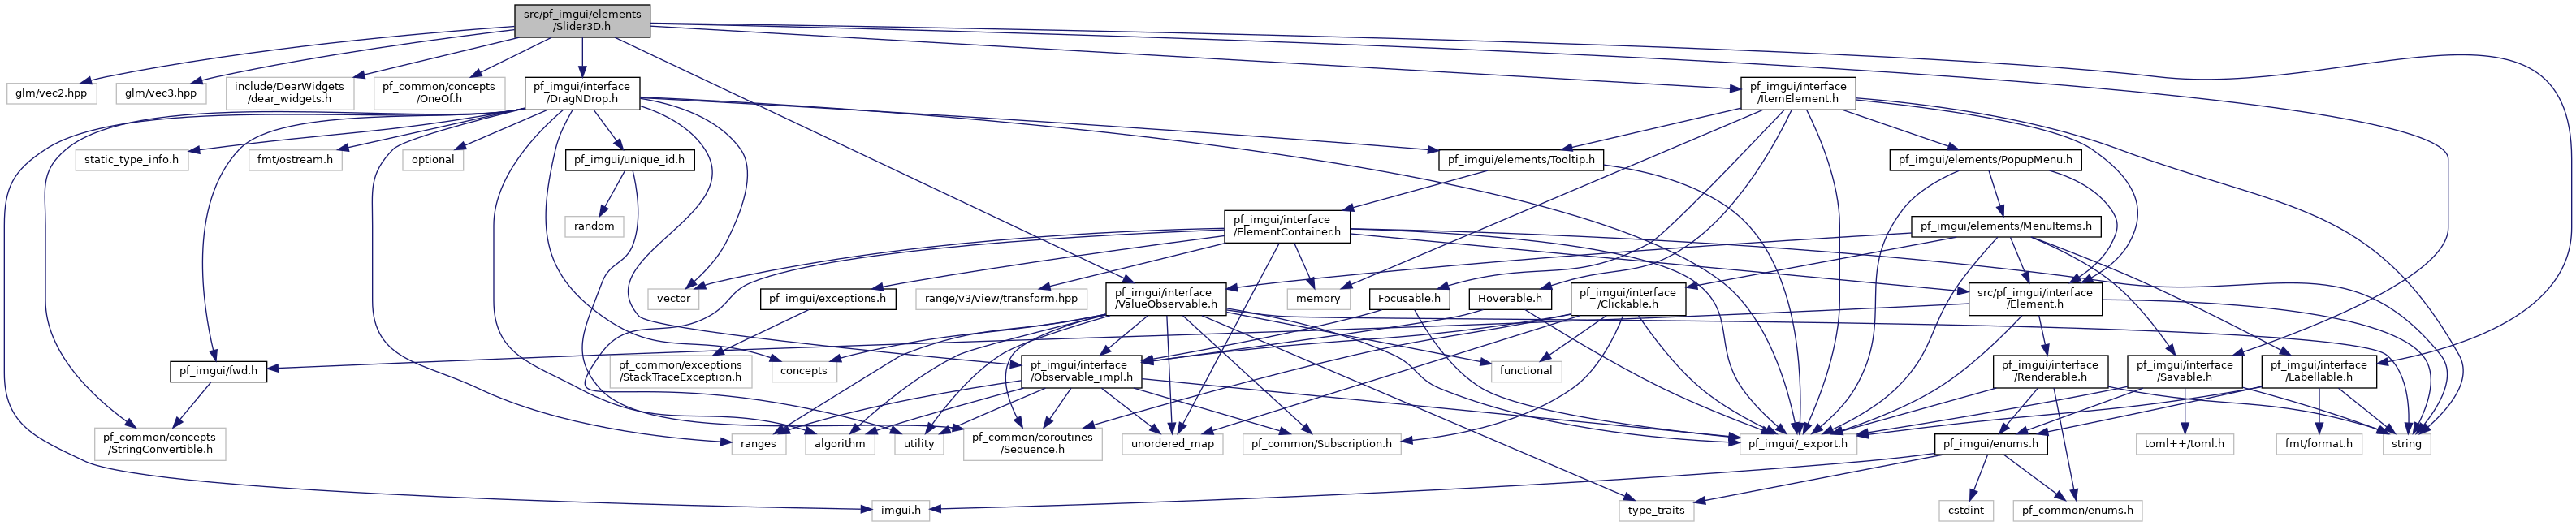 src/pf_imgui/elements
/Slider3D.h
glm/vec2.hpp
glm/vec3.hpp
include/DearWidgets
/dear_widgets.h
pf_common/concepts
/OneOf.h
pf_imgui/interface
/DragNDrop.h
pf_imgui/interface
/ItemElement.h
static_type_info.h
fmt/ostream.h
optional
pf_imgui/unique_id.h
pf_imgui/elements/Tooltip.h
pf_imgui/elements/PopupMenu.h
random
pf_imgui/interface
/ElementContainer.h
pf_imgui/elements/MenuItems.h
vector
pf_imgui/exceptions.h
range/v3/view/transform.hpp
pf_imgui/interface
/ValueObservable.h
memory
Focusable.h
Hoverable.h
pf_imgui/interface
/Clickable.h
src/pf_imgui/interface
/Element.h
pf_imgui/fwd.h
pf_common/exceptions
/StackTraceException.h
concepts
pf_imgui/interface
/Observable_impl.h
functional
pf_imgui/interface
/Renderable.h
pf_imgui/interface
/Savable.h
pf_imgui/interface
/Labellable.h
pf_common/concepts
/StringConvertible.h
ranges
algorithm
utility
pf_common/coroutines
/Sequence.h
unordered_map
pf_common/Subscription.h
pf_imgui/_export.h
pf_imgui/enums.h
toml++/toml.h
fmt/format.h
string
imgui.h
type_traits
cstdint
pf_common/enums.h